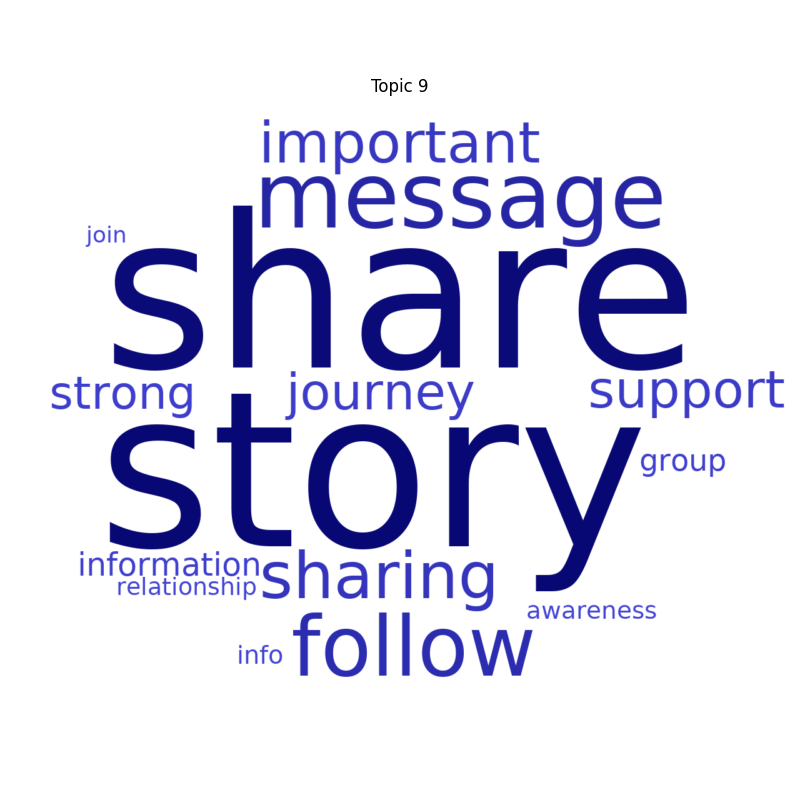 Topic 9
important
message
join
share
strong journey support
story
group
information
relationship
sharing
awareness
info
follow